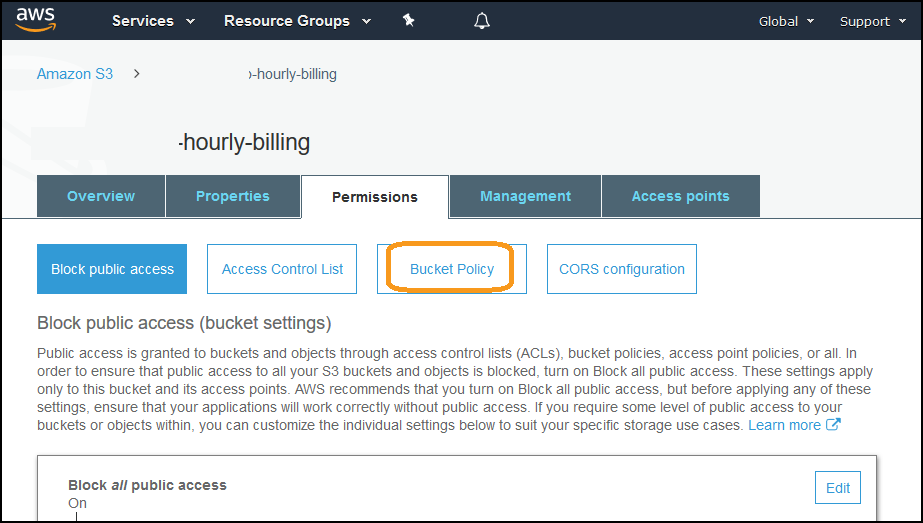 aws Services Resource Groups Global Support
Amazon S3 > -hourly-billing
-hourly-billing
Overview Properties Permissions Management Access points
Block public access Access Control List Bucket Policy CORS configuration
Block public access (bucket settings)
Public access is granted to buckets and objects through access control lists (ACLs), bucket policies, access point policies, or all. In
order to ensure that public access to all your S3 buckets and objects is blocked, turn on Block all public access. These settings apply
only to this bucket and its access points. AWS recommends that you turn on Block all public access, but before applying any of these
settings, ensure that your applications will work correctly without public access. If you require some level of public access to your
buckets or objects within, you can customize the individual settings below to suit your specific storage use cases. Learn more
Block all public access Edit
On